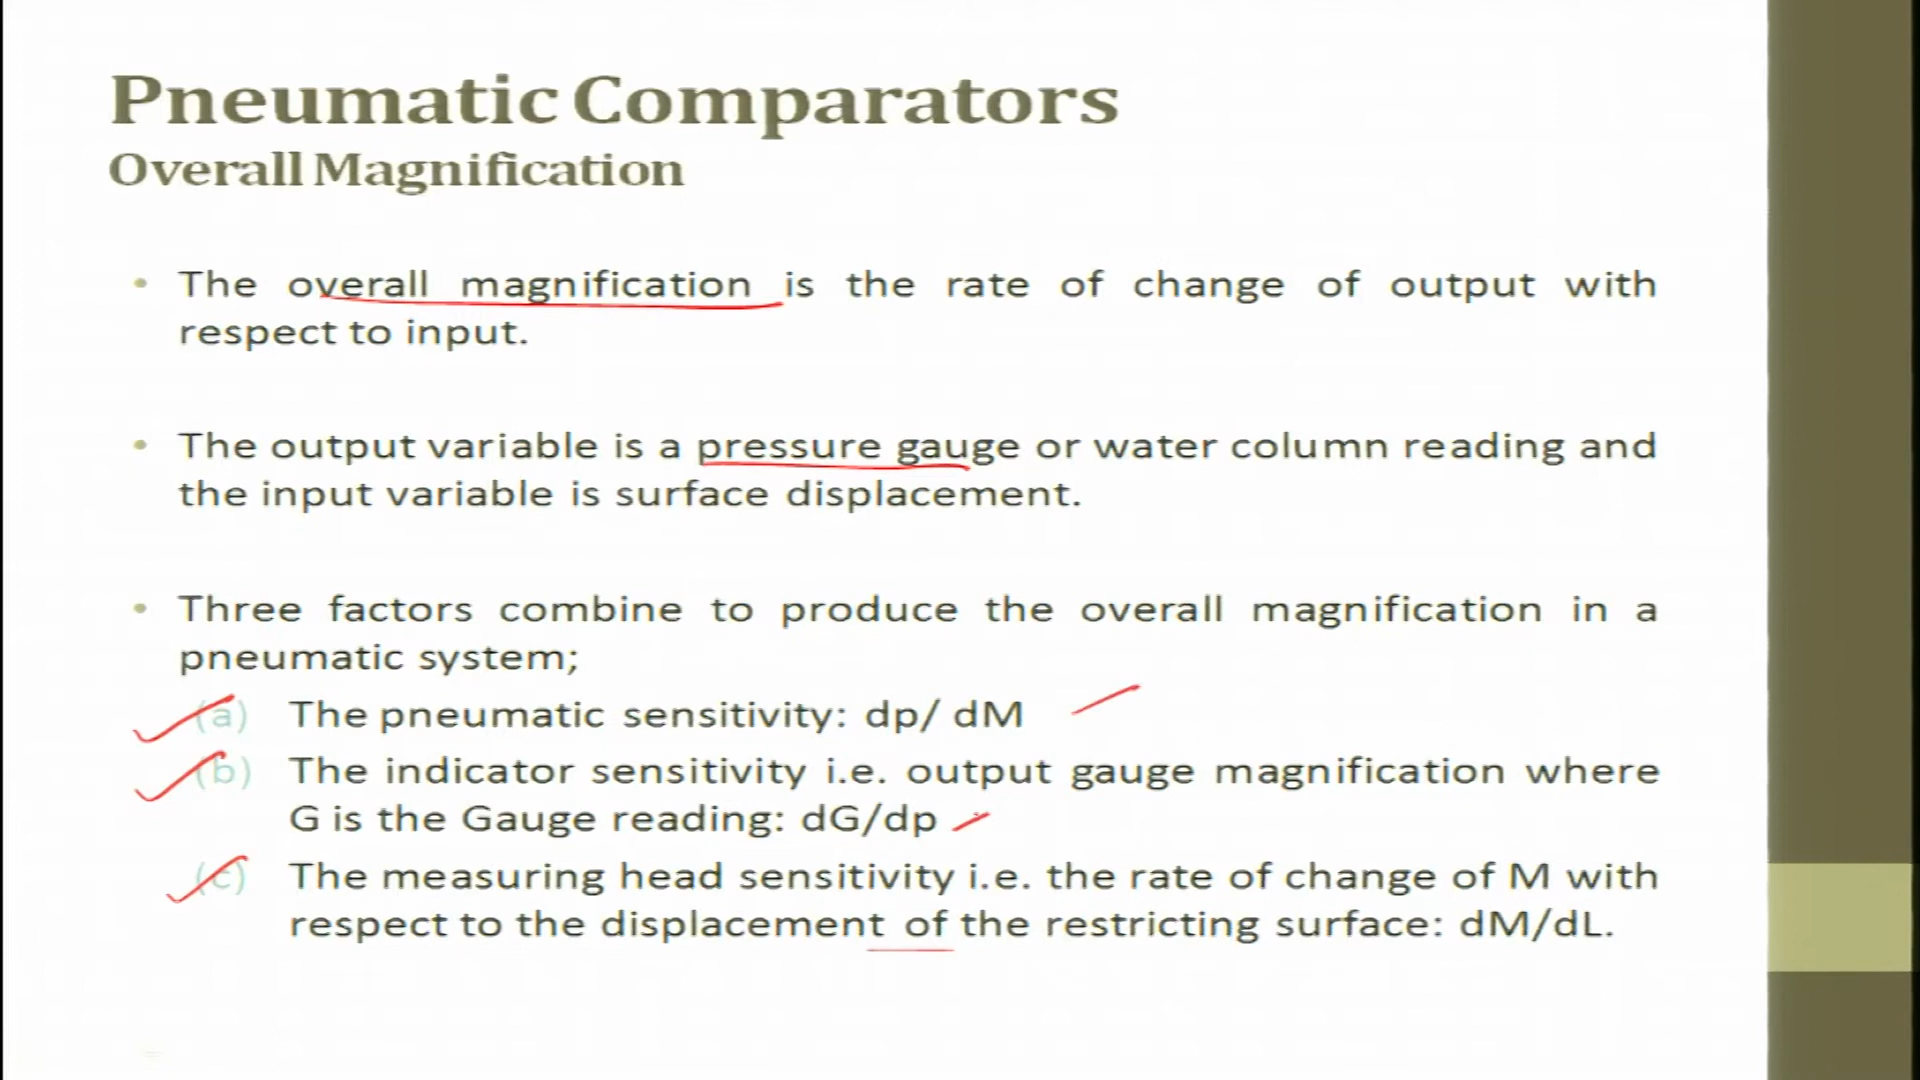 Pneumatic Comparators
Overall Magnification
• The overall magnification is the rate of change of output with
respect to input.
• The output variable is a pressure gauge or water column reading and
the input variable is surface displacement.
• Three factors combine to produce the overall magnification in a
pneumatic system;
(a) The pneumatic sensitivity: dp/ dM
(b) The indicator sensitivity i.e. output gauge magnification where
G is the Gauge reading: dG/dp
(c) The measuring head sensitivity i.e. the rate of change of M with
respect to the displacement of the restricting surface: dM/dL.